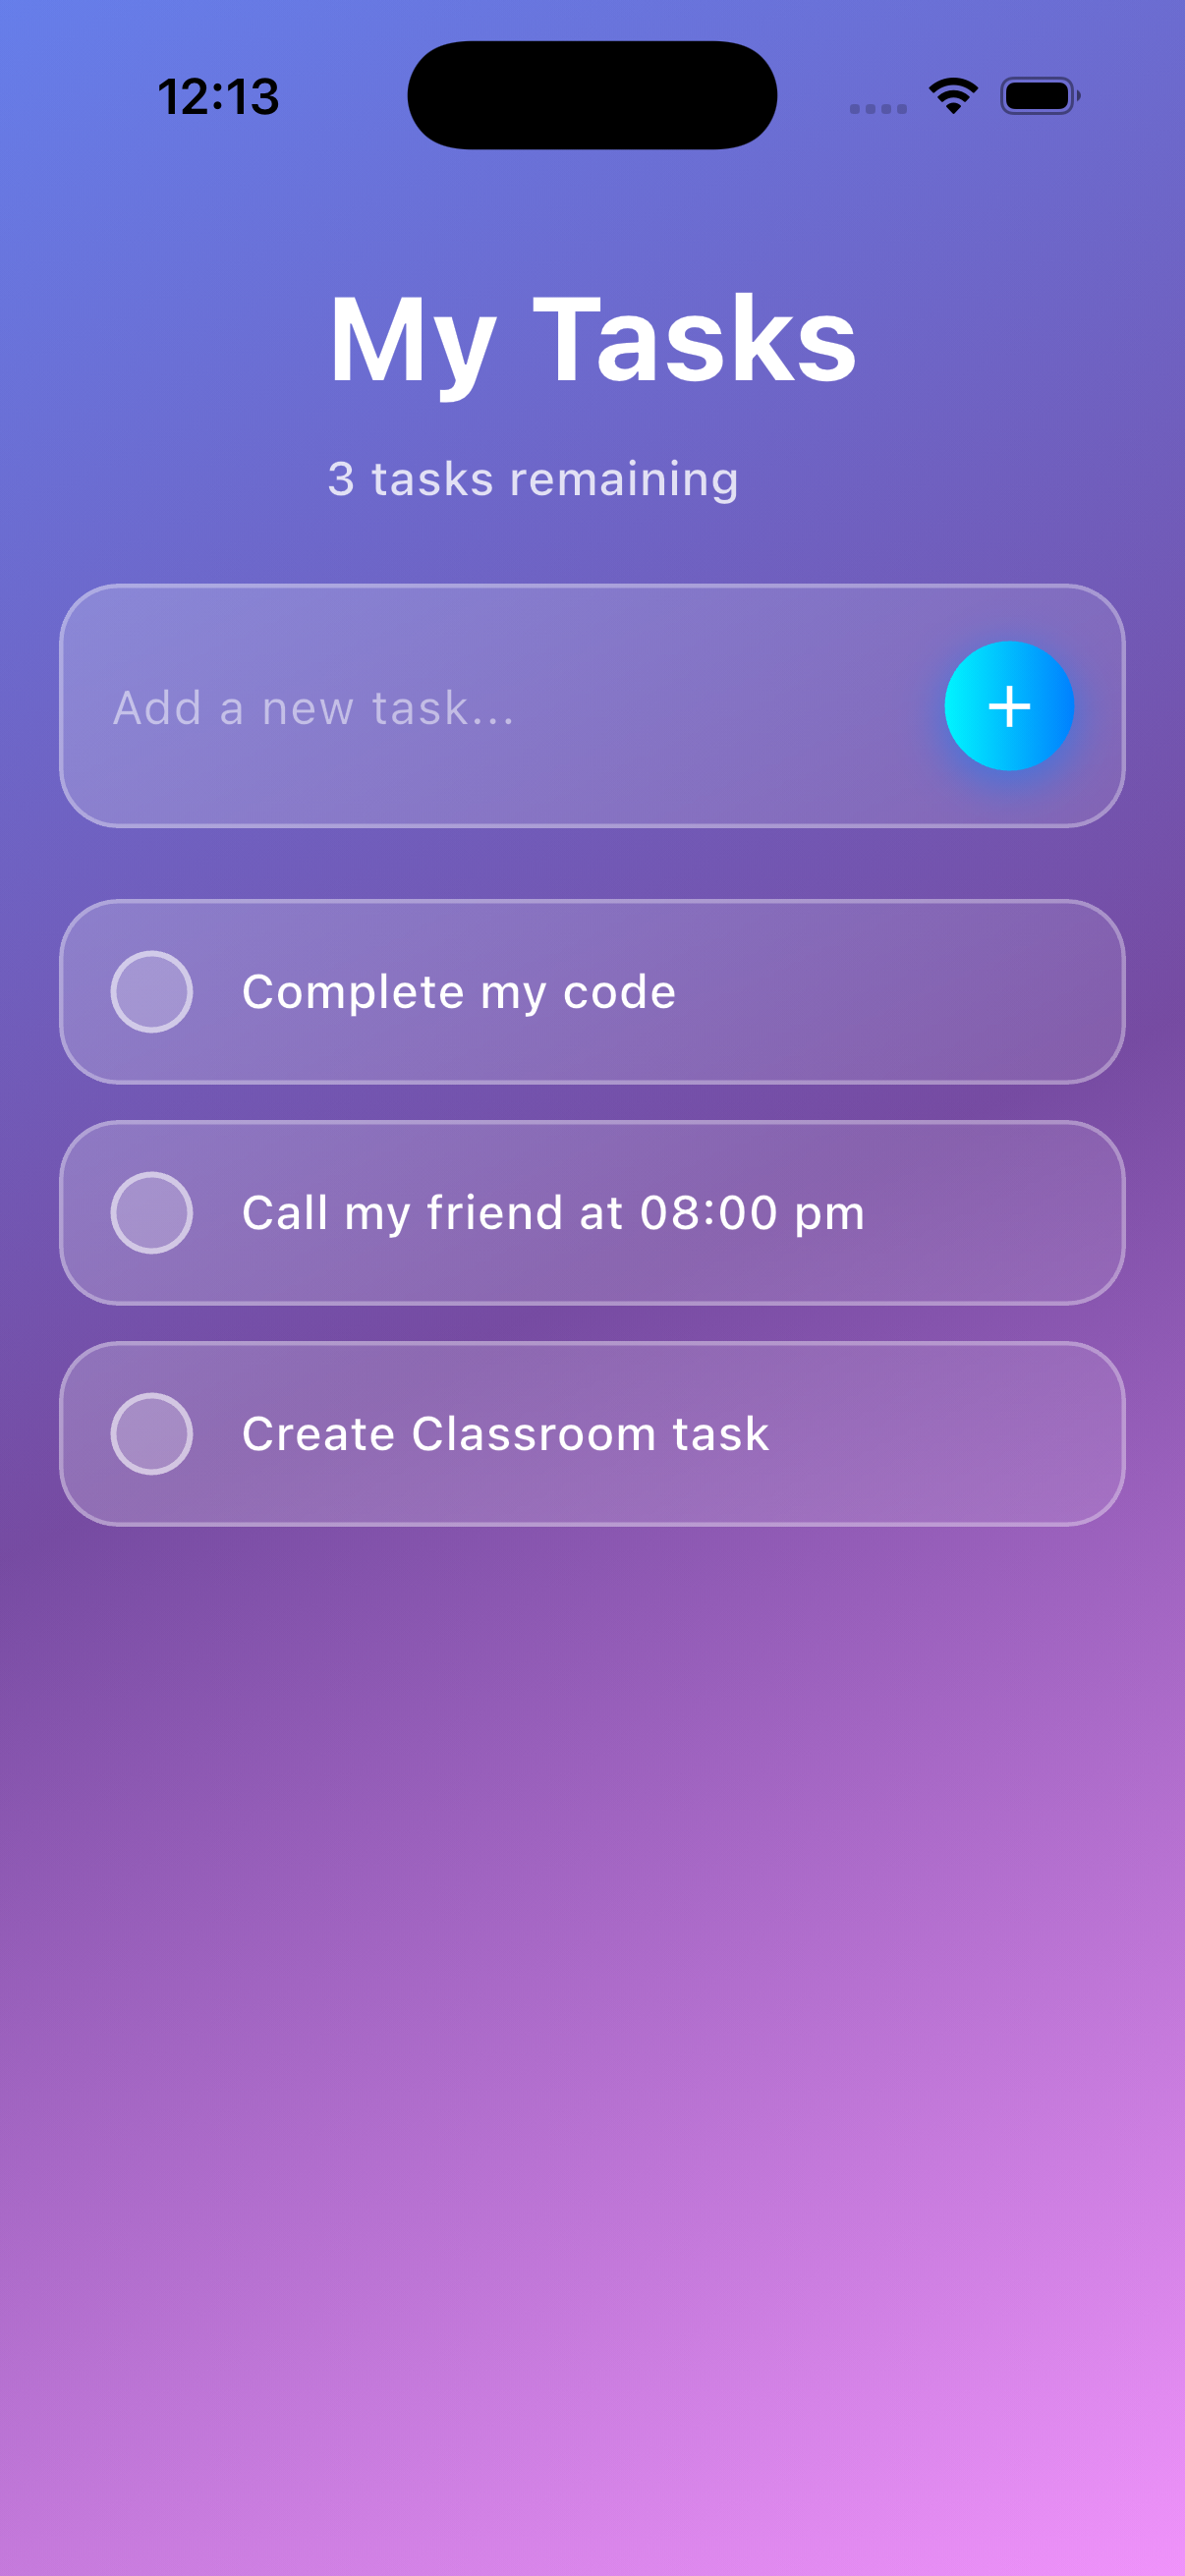 12:13
My Tasks
3 tasks remaining
Add a new task...
Complete my code
Call my friend at 08:00 pm
Create Classroom task